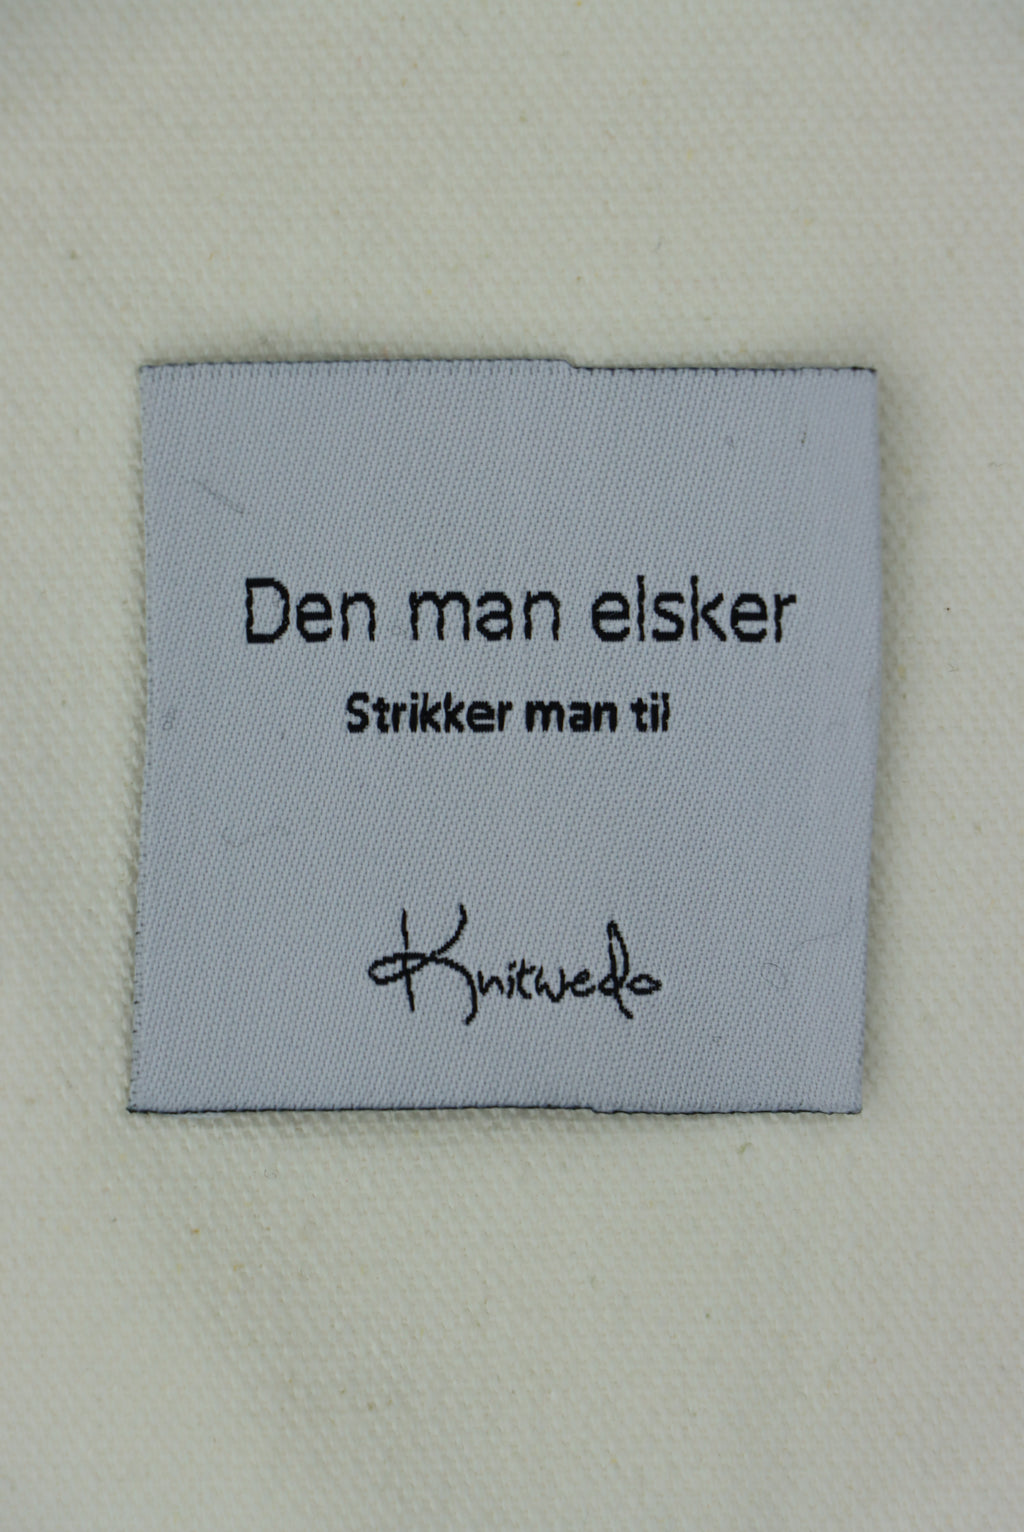 Den man elsker
Strikker man til
Knitwedo